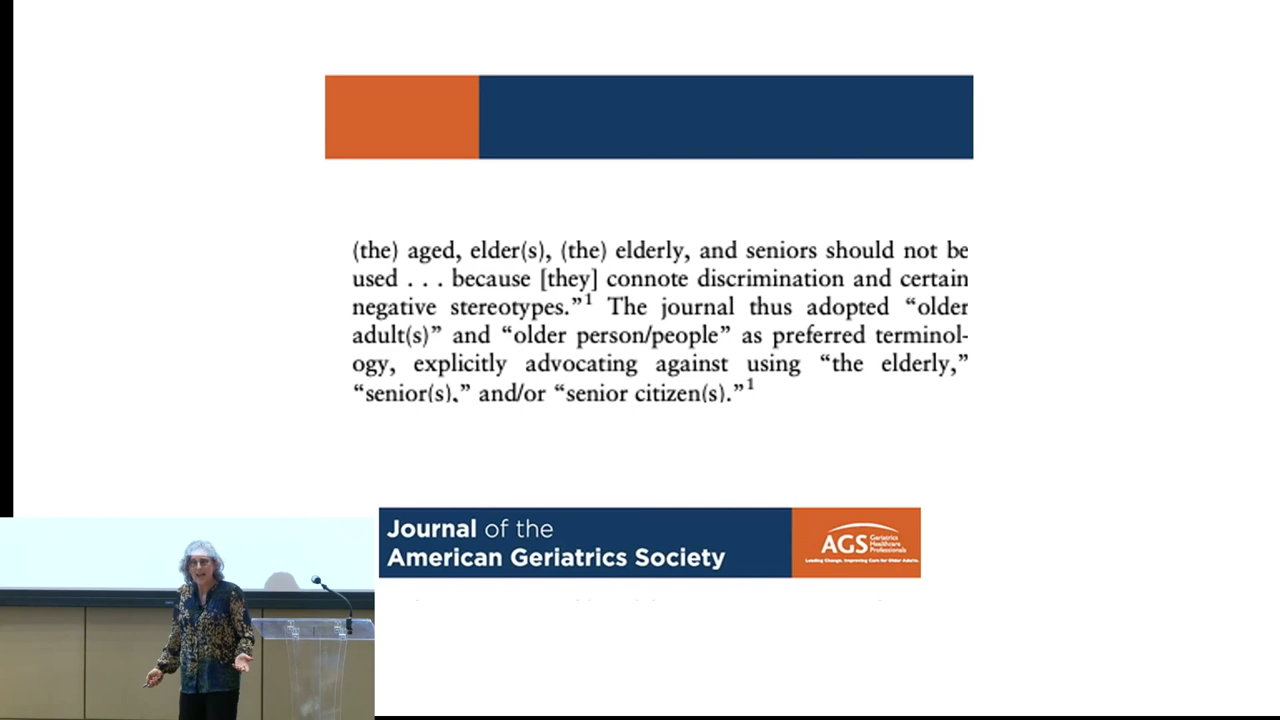 (the) aged, elder(s), (the) elderly, and seniors should not be
used . . . because [they] connote discrimination and certain
negative stereotypes.”1 The journal thus adopted “older
adult(s)” and “older person/people” as preferred terminol-
ogy, explicitly advocating against using “the elderly,”
“senior(s),” and/or “senior citizen(s).”1
Journal of the
American Geriatrics Society
AGS
Geriatrics
Healthcare
Professionals
Leading Change. Improving Care for Older Adults.